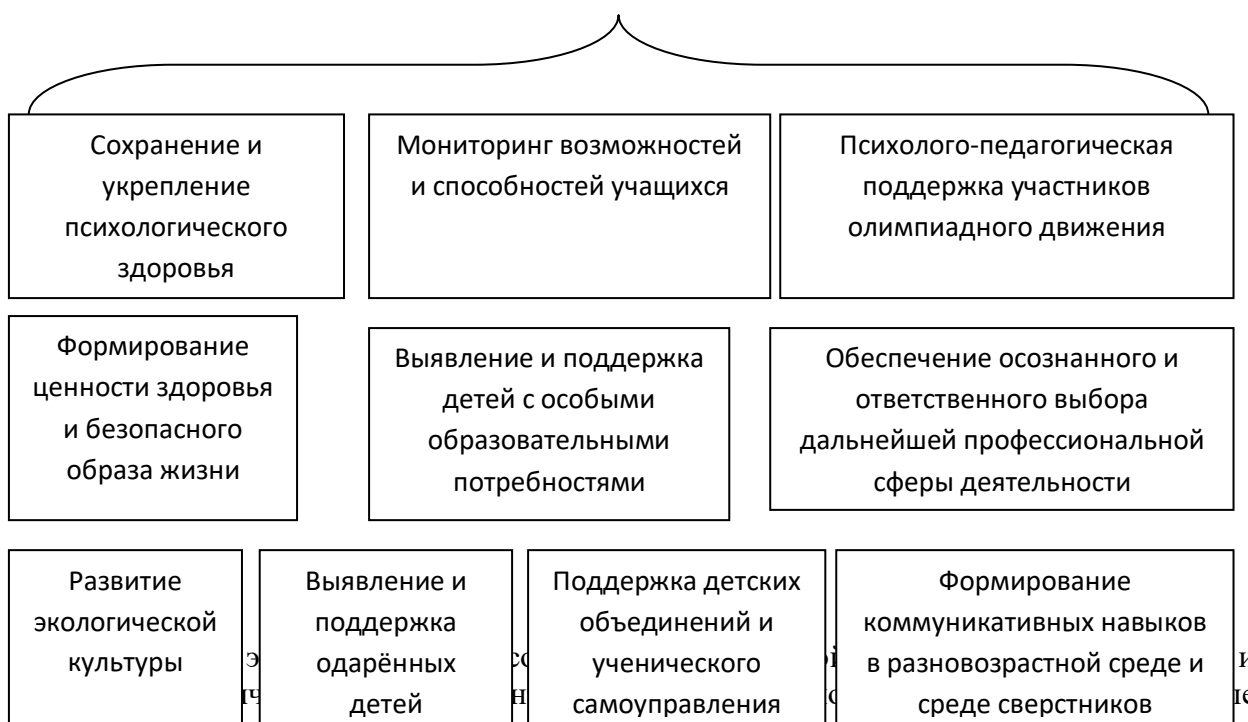 Сохранение и
укрепление
психологического
здоровья
Мониторинг возможностей
и способностей учащихся
Психолого-педагогическая
поддержка участников
олимпиадного движения
Формирование
ценности здоровья
и безопасного
образа жизни
Выявление и поддержка
детей с особыми
образовательными
потребностями
Обеспечение осознанного и
ответственного выбора
дальнейшей профессиональной
сферы деятельности
Развитие
экологической
культуры
Выявление и
поддержка
одарённых
детей
Поддержка детских
объединений и
ученического
самоуправления
Формирование
коммуникативных навыков
в разновозрастной среде и
среде сверстников